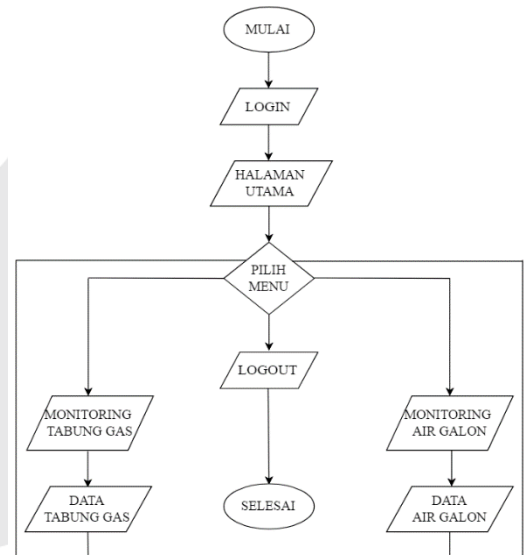 MULAI
LOGIN
HALAMAN
UTAMA
PILIH
MENU
LOGOUT
MONITORING
TABUNG GAS
MONITORING
AIR GALON
DATA
TABUNG GAS
SELESAI
DATA
AIR GALON